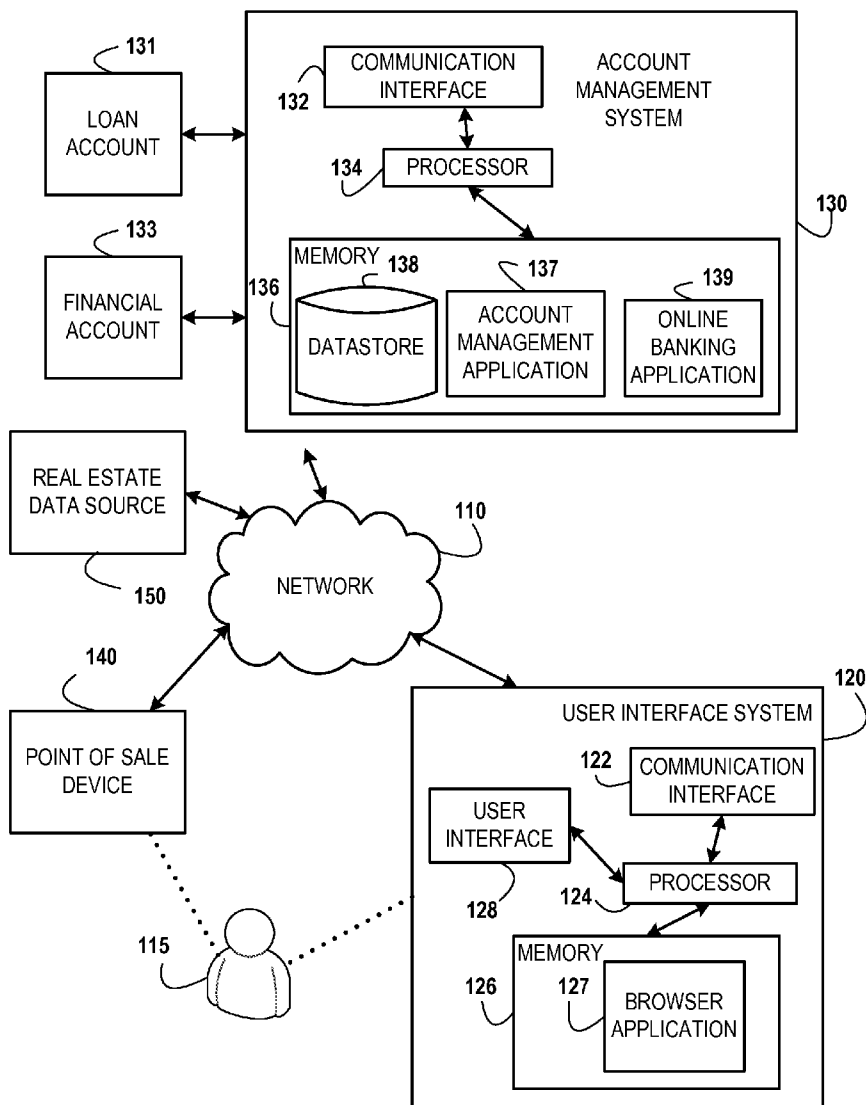 131
LOAN
ACCOUNT
133
FINANCIAL
ACCOUNT
COMMUNICATION
INTERFACE
132
ACCOUNT
MANAGEMENT
SYSTEM
134
PROCESSOR
130
MEMORY
136
138
DATASTORE
137
ACCOUNT
MANAGEMENT
APPLICATION
139
ONLINE
BANKING
APPLICATION
REAL ESTATE
DATA SOURCE
150
NETWORK
110
140
POINT OF SALE
DEVICE
115
120
USER INTERFACE SYSTEM
122
COMMUNICATION
INTERFACE
USER
INTERFACE
128
124
PROCESSOR
MEMORY
126
127
BROWSER
APPLICATION